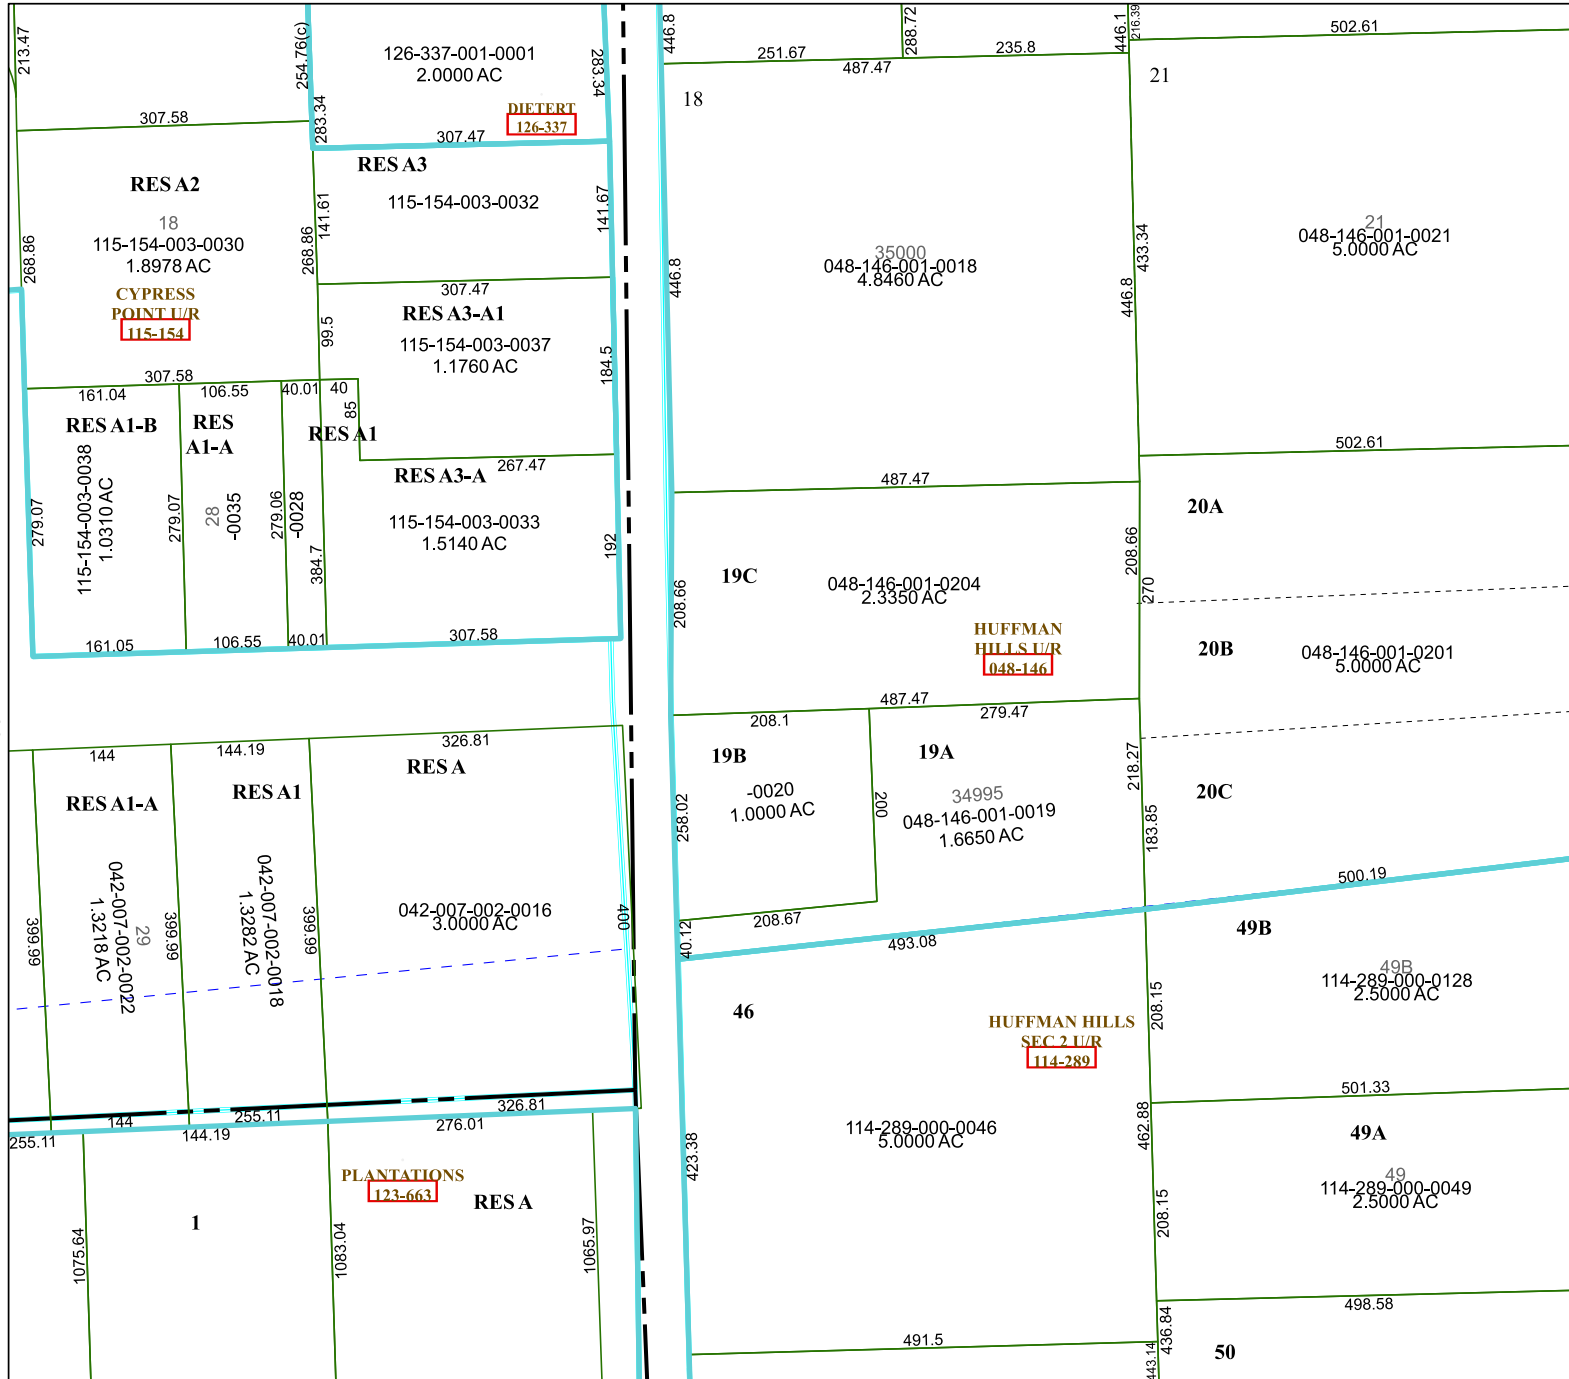 213.47
254.76(c)
283.34
126-337-001-0001
2.0000 AC
283.34
DIETERT
126-337
307.58
307.47
RES A2
RES A3
18
115-154-003-0030
1.8978 AC
268.86
268.86
141.61
115-154-003-0032
141.67
CYPRESS
POINT U/R
115-154
307.47
RES A3-A1
115-154-003-0037
1.1760 AC
99.5
184.5
307.58
161.04
106.55
40.01
40
85
RES A1-B
RES
A1-A
RES A1
267.47
RES A3-A
115-154-003-0038
1.0310 AC
279.07
279.07
28
-0035
279.06
-0028
384.7
115-154-003-0033
1.5140 AC
192
161.05
106.55
40.01
307.58
144
144.19
326.81
RES A1-A
RES A1
RES A
29
042-007-002-0022
1.3218 AC
042-007-002-0018
1.3282 AC
042-007-002-0016
3.0000 AC
399.99
399.99
399.99
400
144
255.11
326.81
255.11
144.19
276.01
PLANTATIONS
123-663
RES A
1
1075.64
1083.04
1065.97
446.8
251.67
288.72
235.8
487.47
446.1
216.39
502.61
18
21
35000
048-146-001-0018
4.8460 AC
446.8
446.8
433.34
21
048-146-001-0021
5.0000 AC
502.61
487.47
19C
048-146-001-0204
2.3350 AC
208.66
208.66
270
20A
HUFFMAN
HILLS U/R
048-146
20B
048-146-001-0201
5.0000 AC
487.47
208.1
279.47
19B
19A
-0020
1.0000 AC
200
34995
048-146-001-0019
1.6650 AC
258.02
218.27
183.85
20C
208.67
40.12
493.08
500.19
49B
49B
114-289-000-0128
2.5000 AC
46
HUFFMAN HILLS
SEC 2 U/R
114-289
208.15
501.33
114-289-000-0046
5.0000 AC
423.38
462.88
49A
49
114-289-000-0049
2.5000 AC
208.15
491.5
498.58
436.84
443.14
50